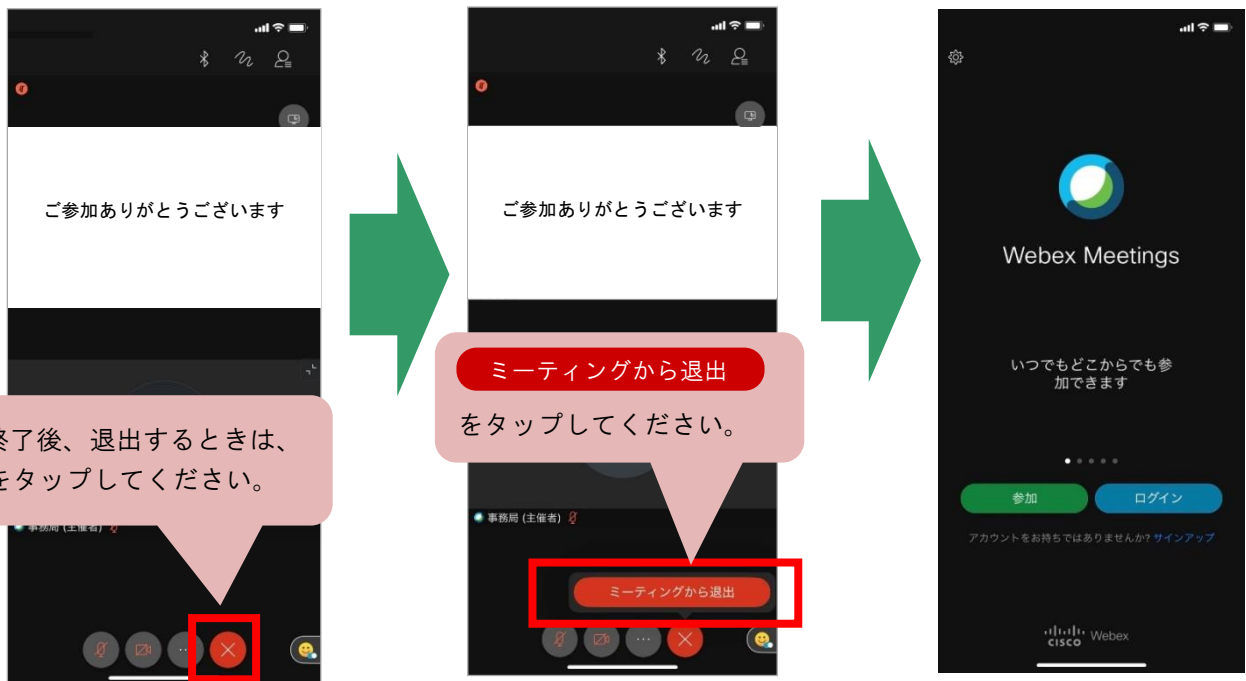 ご参加ありがとうございます
終了後、退出するときは、
をタップしてください。
事務局 (主催者)
ご参加ありがとうございます
ミーティングから退出
をタップしてください。
事務局 (主催者)
ミーティングから退出
Webex Meetings
いつでもどこからでも参
加できます
参加
ログイン
アカウントをお持ちではありませんか? サインアップ
CISCO Webex